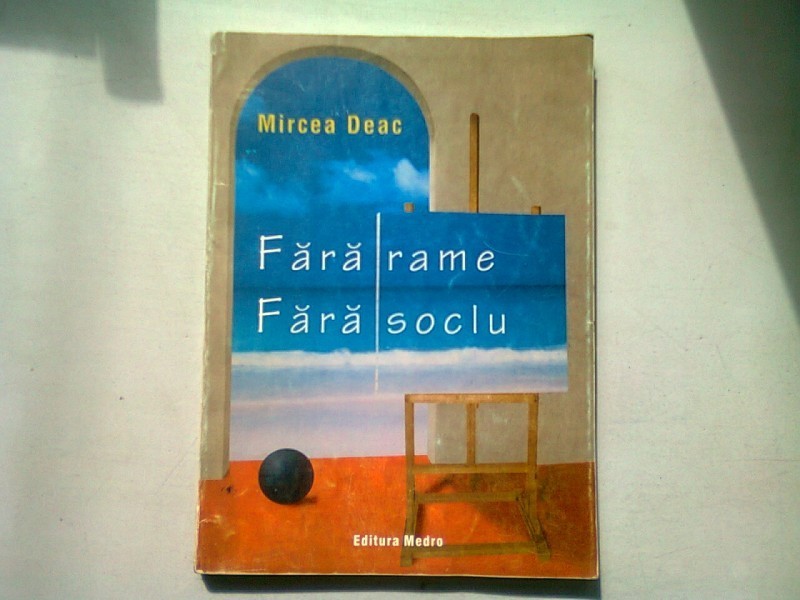 Mircea Deac
Fără rame
Fără soclu
Editura Medro